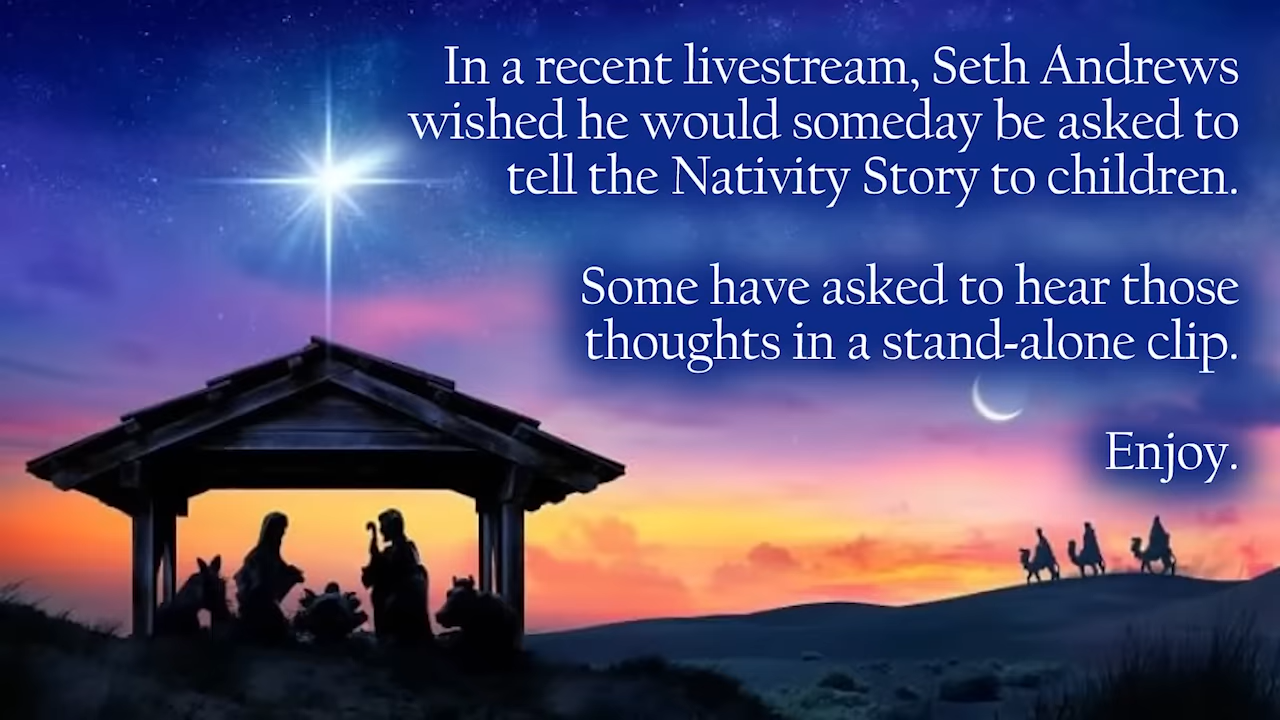 In a recent livestream, Seth Andrews
wished he would someday be asked to
tell the Nativity Story to children.
Some have asked to hear those
thoughts in a stand-alone clip.
Enjoy.